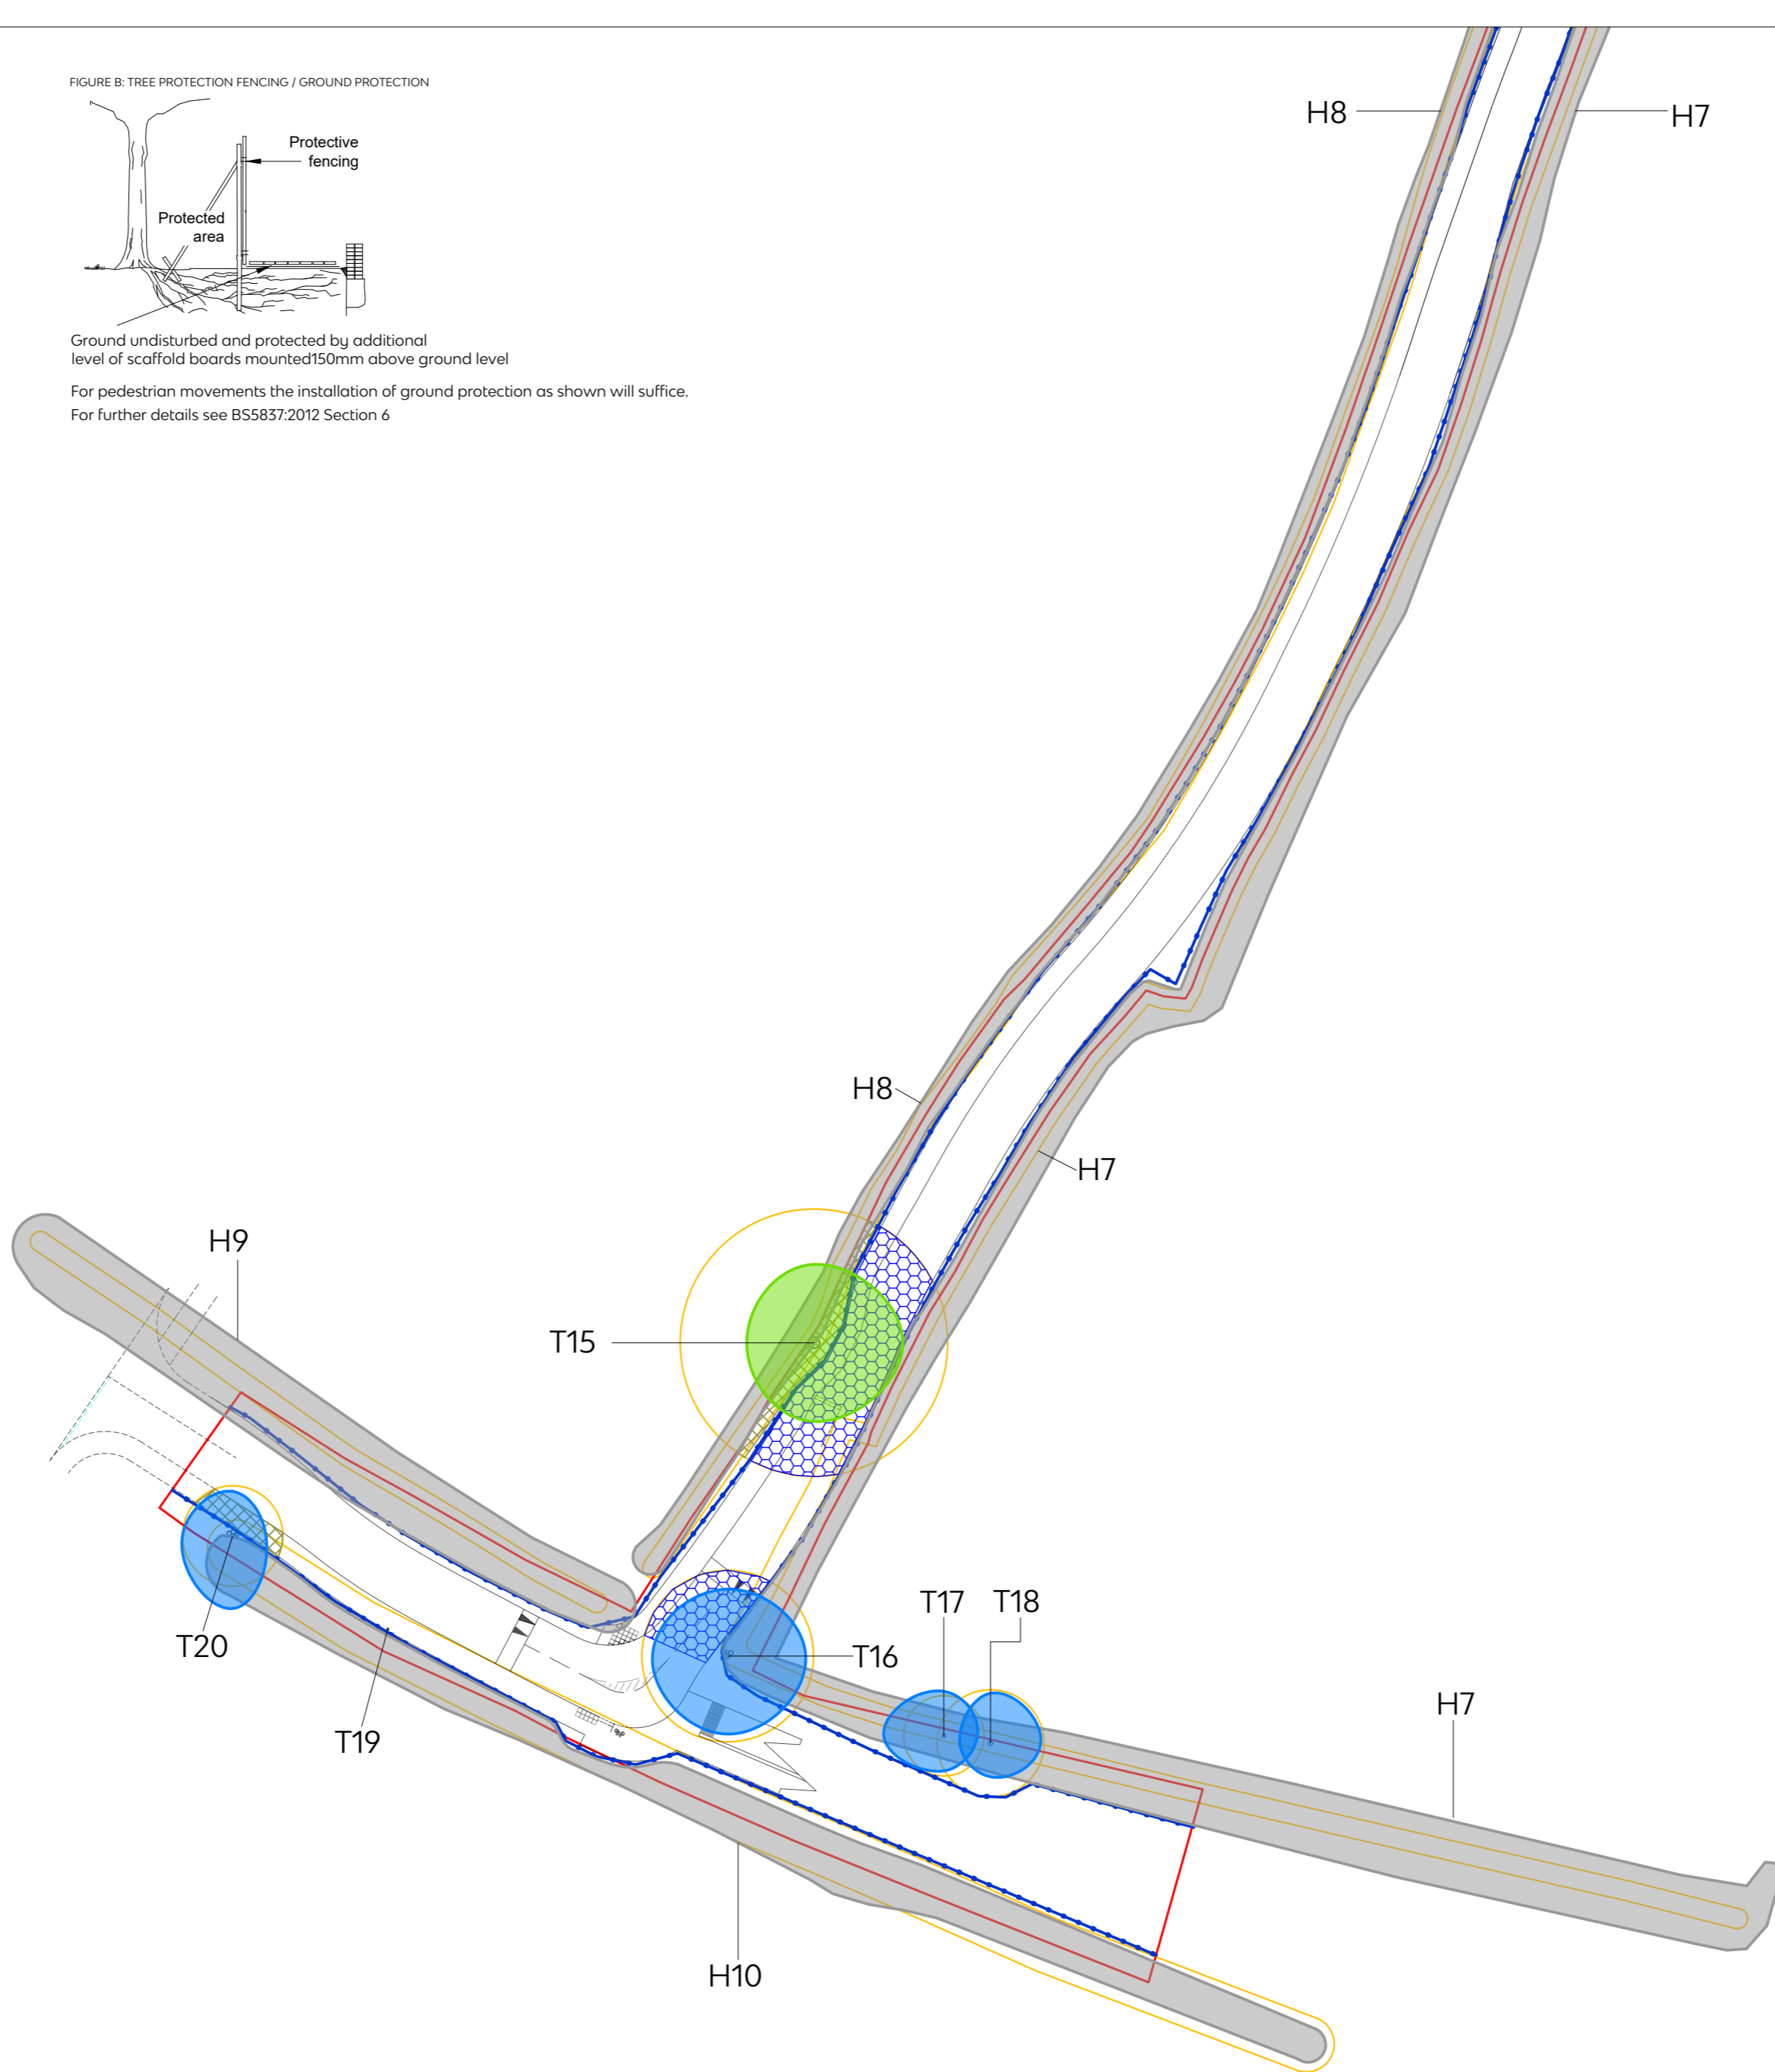 FIGURE B: TREE PROTECTION FENCING / GROUND PROTECTION
Protective
fencing
Protected
area
Ground undisturbed and protected by additional
level of scaffold boards mounted150mm above ground level
For pedestrian movements the installation of ground protection as shown will suffice.
For further details see BS5837:2012 Section 6
H8
H7
H8
H7
H9
T15
T20
T19
T16
T17
T18
H7
H10